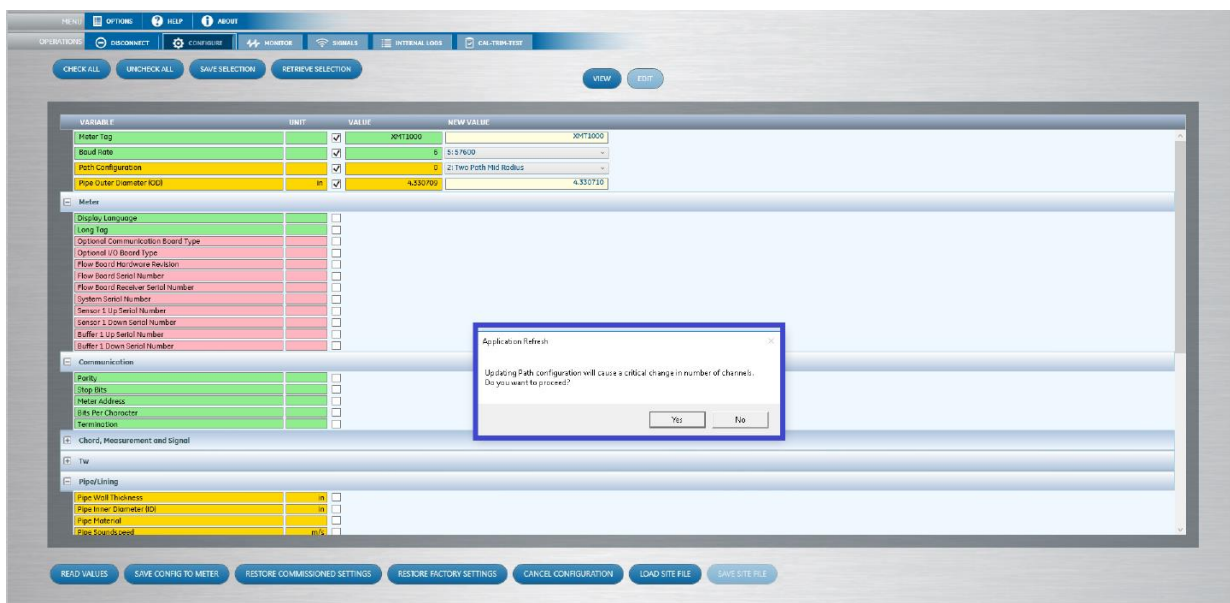 MENU OPTIONS HELP ABOUT
OPERATIONS DISCONNECT CONFIGURE MONITOR SIGNALS INTERNAL LOGS CAL-TRIM-TEST
CHECK ALL UNCHECK ALL SAVE SELECTION RETRIEVE SELECTION
VIEW EDIT
VARIABLE UNIT VALUE NEW VALUE
Meter Tag XMT1000 XMT1000
Baud Rate 6 5: 57600
Path Configuration 0 2: Two Path Mid Radius
Pipe Outer Diameter (OD) in 4.330709 4.330710
Meter
Display Language
Long Tag
Optional Communication Board Type
Optional I/O Board Type
Flow Board Hardware Revision
Flow Board Serial Number
Flow Board Receiver Serial Number
System Serial Number
Sensor 1 Up Serial Number
Sensor 1 Down Serial Number
Buffer 1 Up Serial Number
Buffer 1 Down Serial Number
Application Refresh
Updating Path configuration will cause a critical change in number of channels.
Do you want to proceed?
Yes No
Communication
Parity
Stop Bits
Meter Address
Bits Per Character
Termination
Chord, Measurement and Signal
Tw
Pipe/Lining
Pipe Wall Thickness in
Pipe Inner Diameter (ID) in
Pipe Material
Pipe Soundspeed m/s
READ VALUES SAVE CONFIG TO METER RESTORE COMMISSIONED SETTINGS RESTORE FACTORY SETTINGS CANCEL CONFIGURATION LOAD SITE FILE SAVE SITE FILE